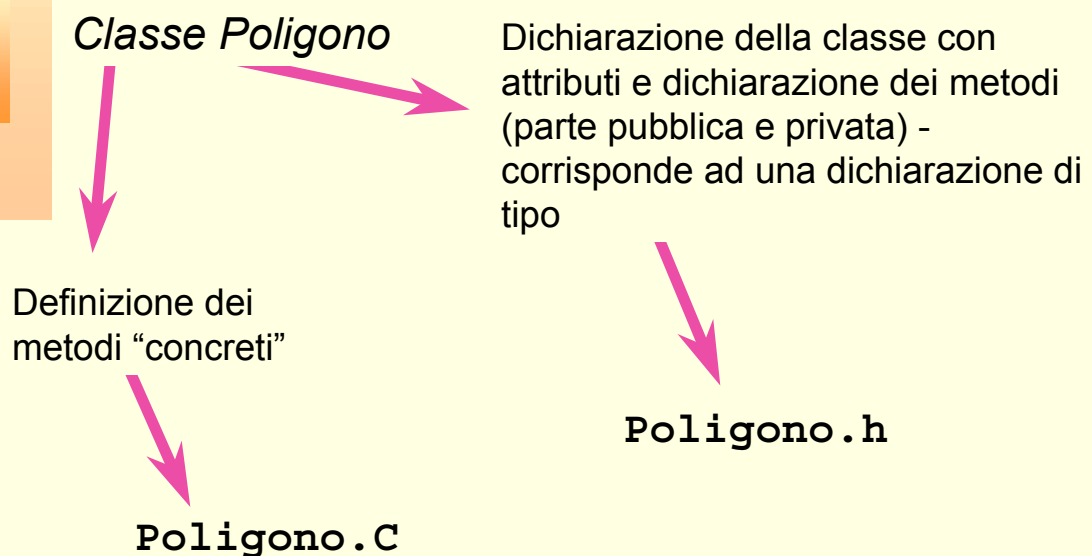 Classe Poligono
Dichiarazione della classe con
attributi e dichiarazione dei metodi
(parte pubblica e privata) -
corrisponde ad una dichiarazione di
tipo
Definizione dei
metodi “concreti”
Poligono.h
Poligono.C